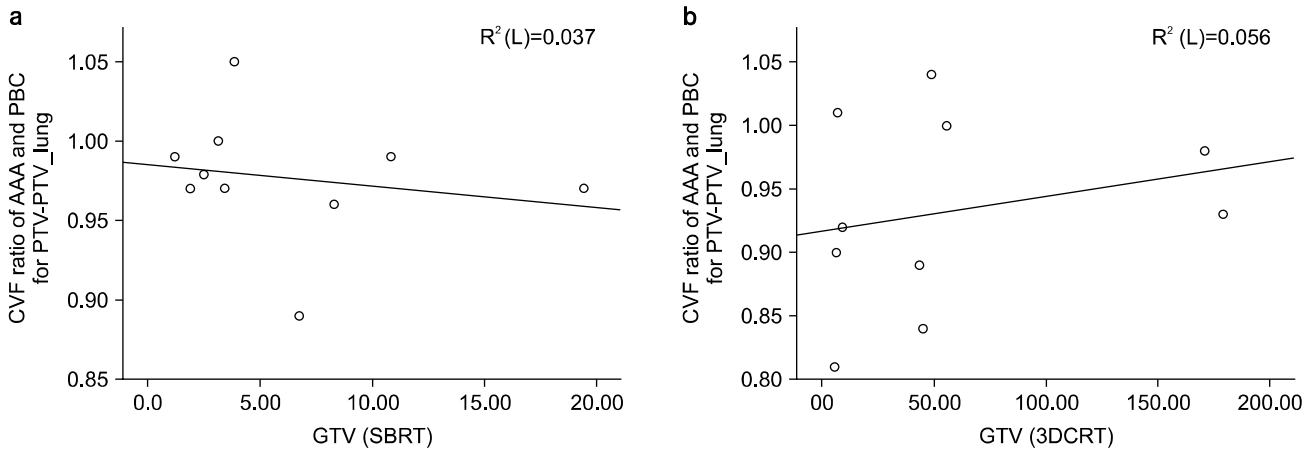 a
R²(L)=0.037
CVF ratio of AAA and PBC
for PTV-PTV_lung
1.05
1.00
0.95
0.90
0.85
0.0 5.00 10.00 15.00 20.00
GTV (SBRT)
b
R² (L)=0.056
CVF ratio of AAA and PBC
for PTV-PTV_lung
1.05
1.00
0.95
0.90
0.85
0.80
00 50.00 100.00 150.00 200.00
GTV (3DCRT)